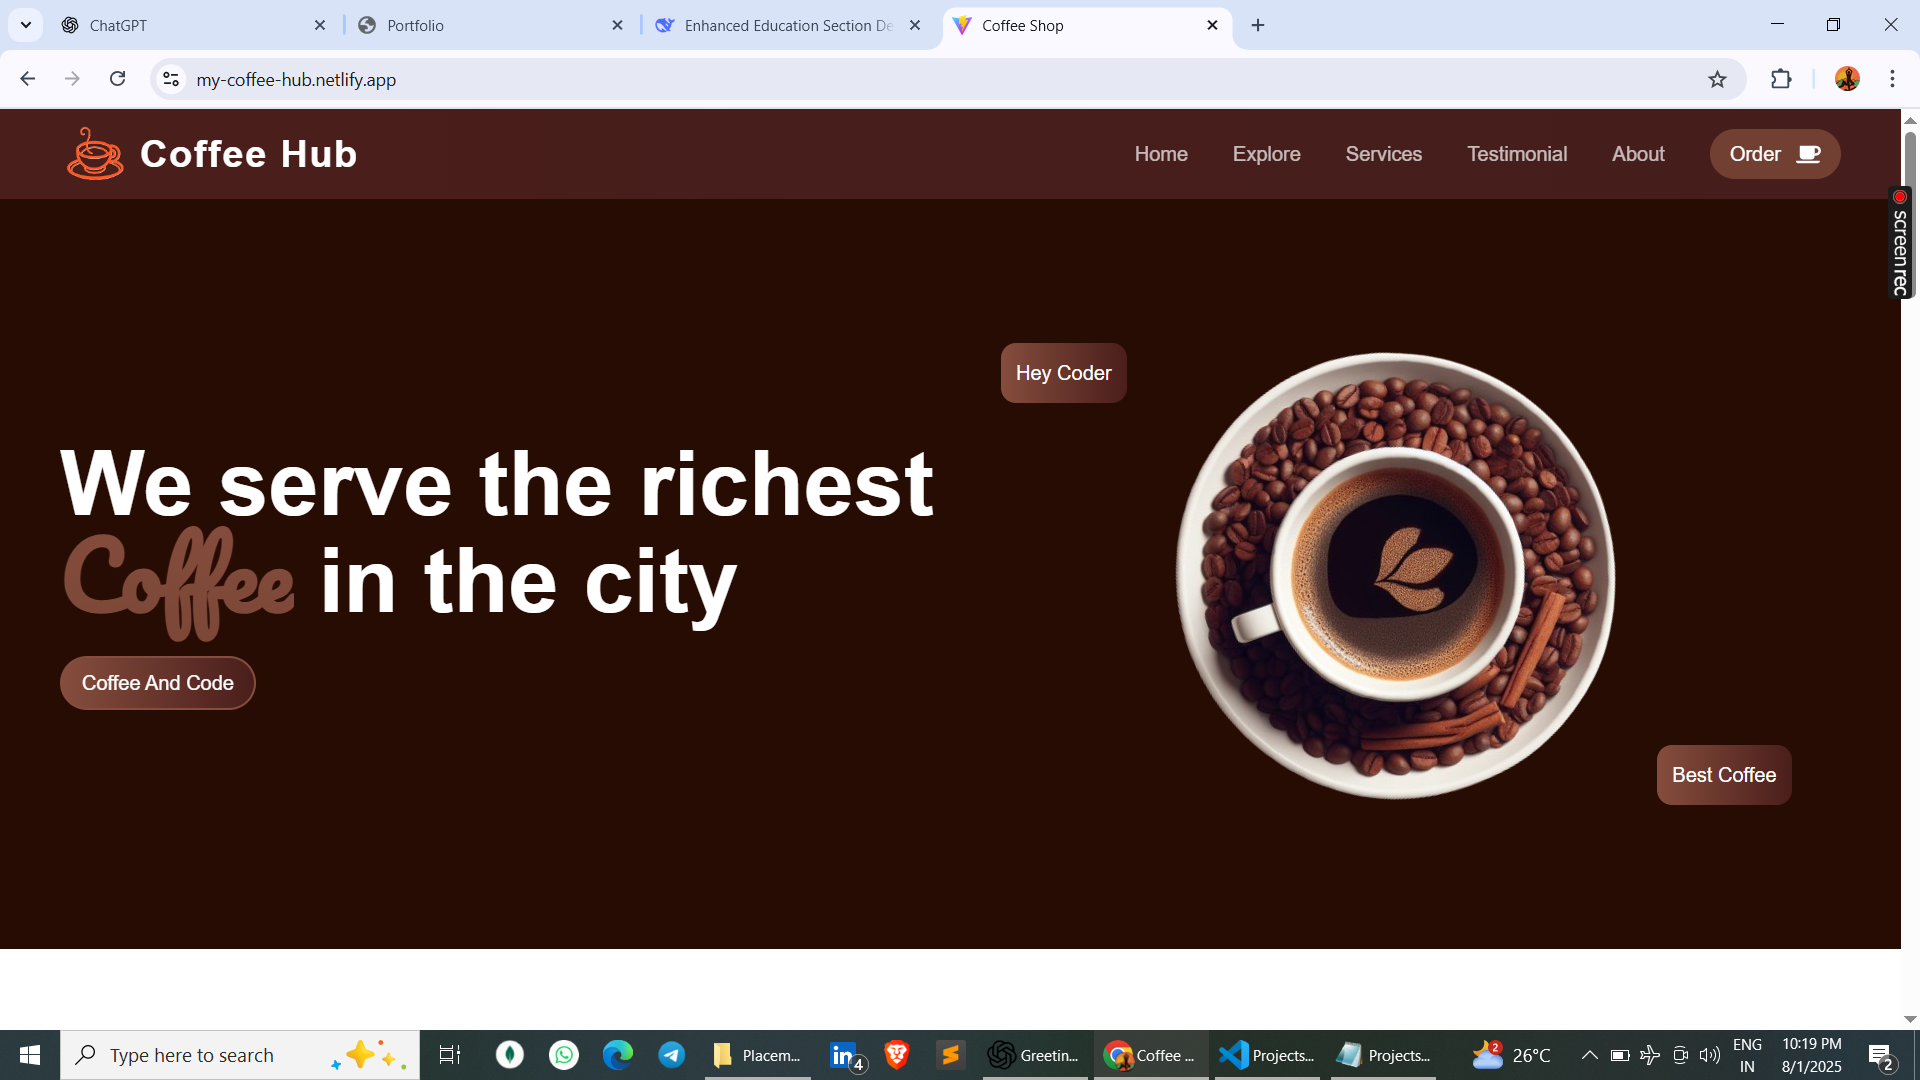 ChatGPT
Portfolio
Enhanced Education Section De
Coffee Shop
my-coffee-hub.netlify.app
Coffee Hub
Home
Explore
Services
Testimonial
About
Order
screenrec
Hey Coder
We serve the richest
Coffee in the city
Coffee And Code
Best Coffee
Type here to search
Placem...
in
4
Greetin...
Coffee ...
Projects...
Projects...
2
26°C
ENG
IN
10:19 PM
8/1/2025
2